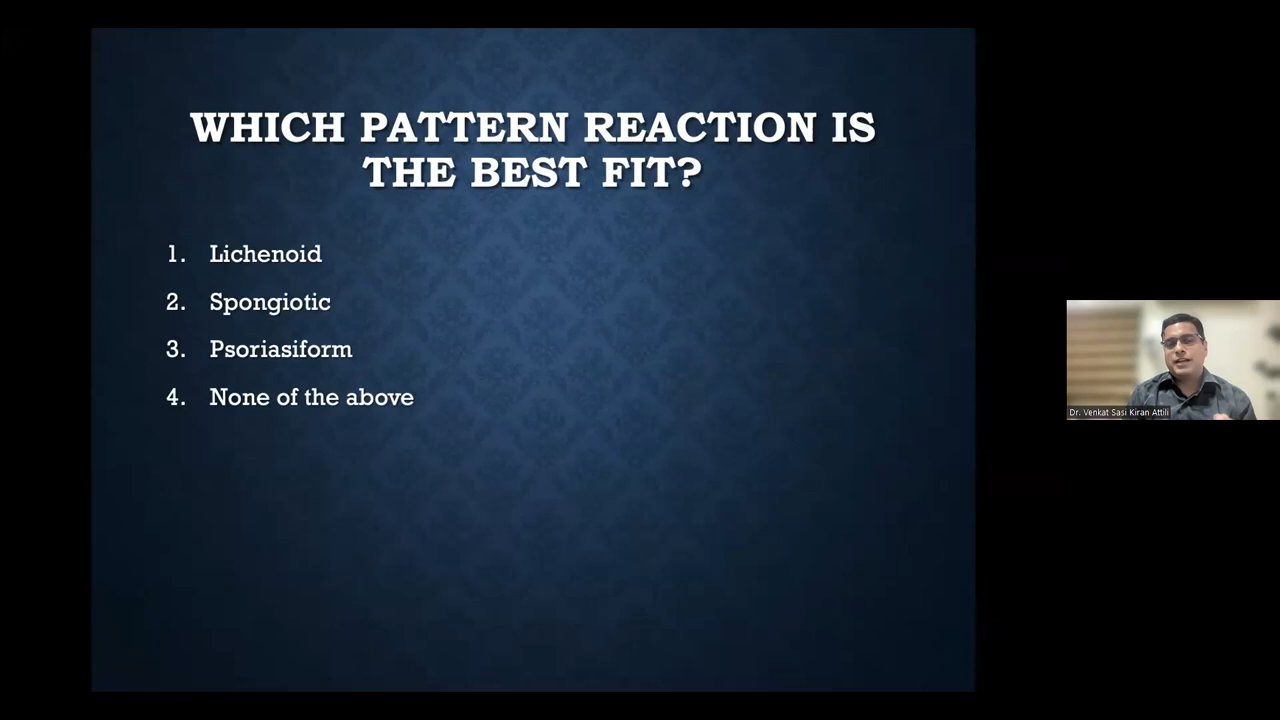 WHICH PATTERN REACTION IS
THE BEST FIT?
1. Lichenoid
2. Spongiotic
3. Psoriasiform
4. None of the above
Dr. Venkat Sasi Kiran Attili